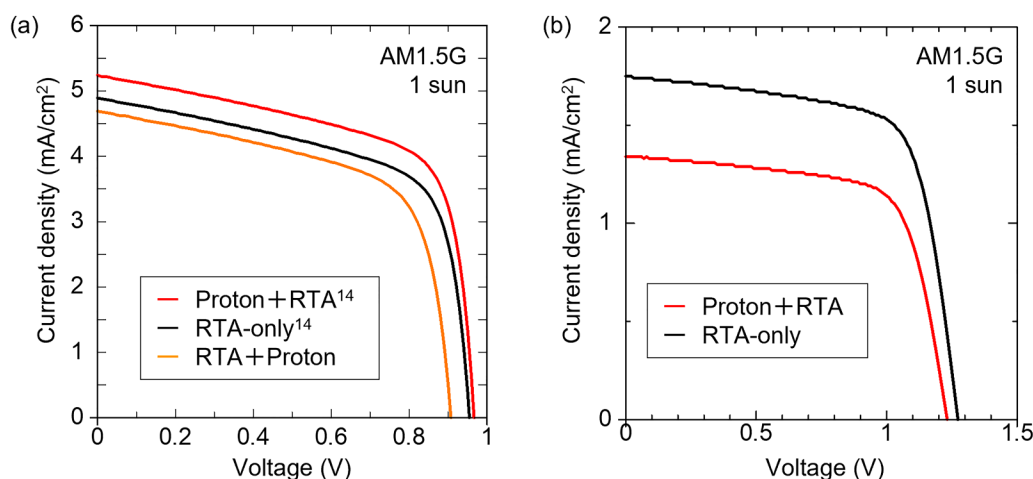 (a)
AM1.5G
1 sun
6
5
4
3
2
1
0
Current density (mA/cm²)
Proton+RTA¹⁴
RTA-only¹⁴
RTA+Proton
0 0.2 0.4 0.6 0.8 1
Voltage (V)
(b)
AM1.5G
1 sun
2
1
0
Current density (mA/cm²)
Proton+RTA
RTA-only
0 0.5 1 1.5
Voltage (V)